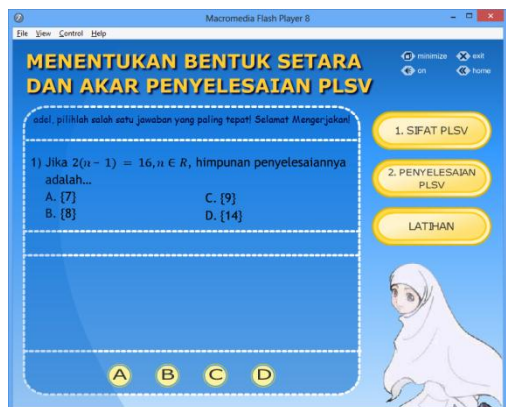 Macromedia Flash Player 8
File View Control Help
MENENTUKAN BENTUK SETARA
DAN AKAR PENYELESAIAN PLSV
minimize exit
on home
adel, pilihlah salah satu jawaban yang paling tepat! Selamat Mengerjakan!
1) Jika 2(n − 1) = 16, n ∈ R, himpunan penyelesaiannya
adalah...
A. {7} C. {9}
B. {8} D. {14}
1. SIFAT PLSV
2. PENYELESAIAN
PLSV
LATIHAN
A B C D